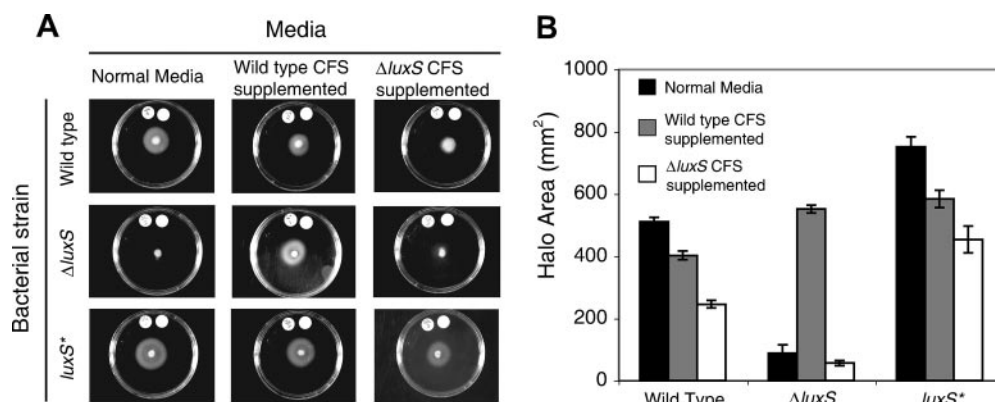 A
Media
Normal Media
Wild type CFS
supplemented
ΔluxS CFS
supplemented
Bacterial strain
Wild type
ΔluxS
luxS*
B
Halo Area (mm²)
1000
800
600
400
200
0
Normal Media
Wild type CFS
supplemented
ΔluxS CFS
supplemented
Wild Type
ΔluxS
luxS*